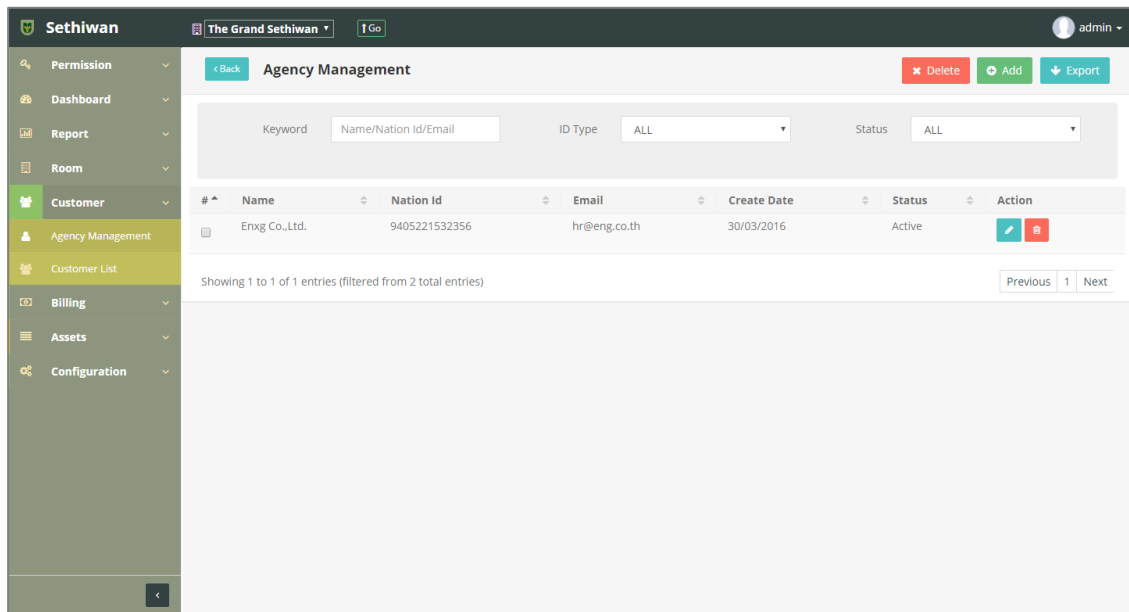 Sethiwan
The Grand Sethiwan
Go
admin
Permission
Dashboard
Report
Room
Customer
Agency Management
Customer List
Billing
Assets
Configuration
Back
Agency Management
Delete
Add
Export
Keyword Name/Nation Id/Email ID Type ALL Status ALL
# Name Nation Id Email Create Date Status Action
Enxg Co.,Ltd. 9405221532356 hr@eng.co.th 30/03/2016 Active
Showing 1 to 1 of 1 entries (filtered from 2 total entries)
Previous 1 Next